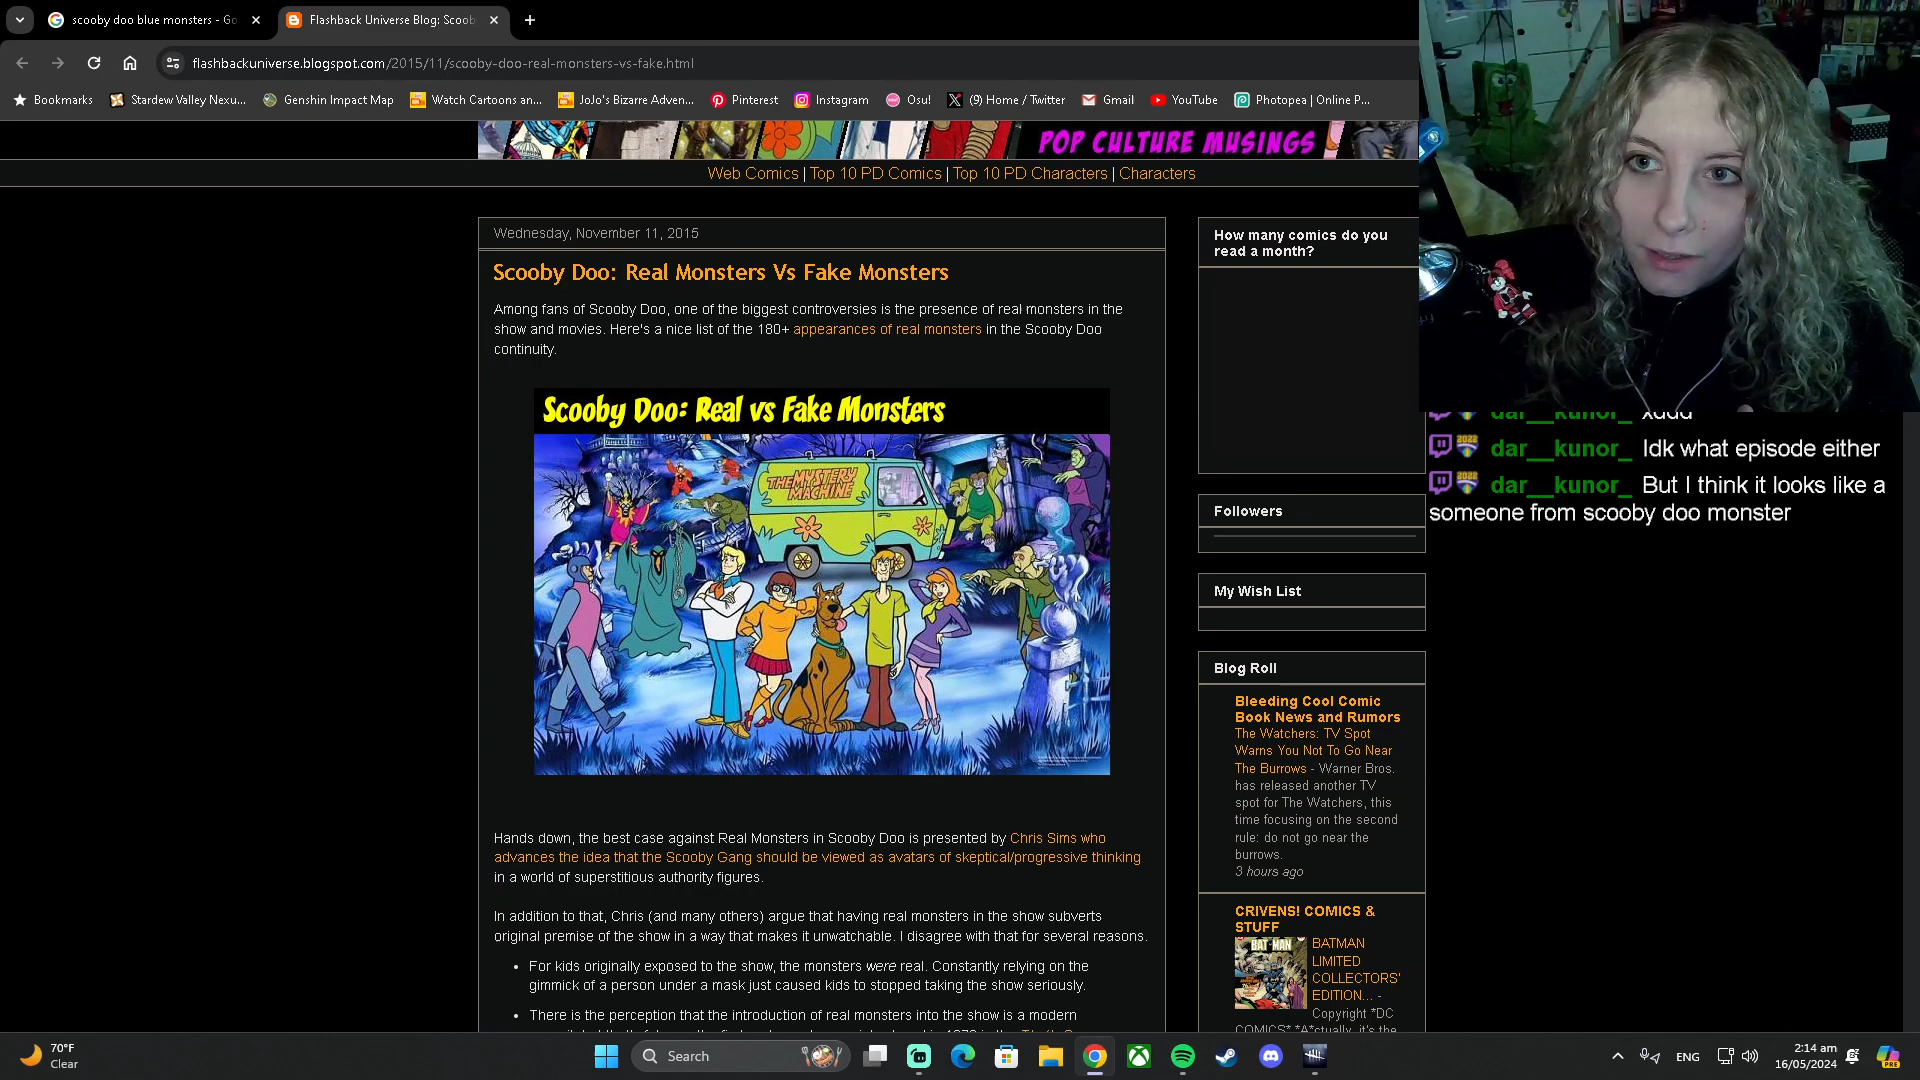 scooby doo blue monsters - Go
Flashback Universe Blog: Scoob
flashbackuniverse.blogspot.com/2015/11/scooby-doo-real-monsters-vs-fake.html
Bookmarks
Stardew Valley Nexu...
Genshin Impact Map
Watch Cartoons an...
JoJo's Bizarre Adven...
Pinterest
Instagram
Osu!
(9) Home / Twitter
Gmail
YouTube
Photopea | Online P...
POP CULTURE MUSINGS
Web Comics | Top 10 PD Comics | Top 10 PD Characters | Characters
Wednesday, November 11, 2015
Scooby Doo: Real Monsters Vs Fake Monsters
Among fans of Scooby Doo, one of the biggest controversies is the presence of real monsters in the
show and movies. Here's a nice list of the 180+ appearances of real monsters in the Scooby Doo
continuity.
Scooby Doo: Real vs Fake Monsters
THE MYSTERY
MACHINE
Hands down, the best case against Real Monsters in Scooby Doo is presented by Chris Sims who
advances the idea that the Scooby Gang should be viewed as avatars of skeptical/progressive thinking
in a world of superstitious authority figures.
In addition to that, Chris (and many others) argue that having real monsters in the show subverts
original premise of the show in a way that makes it unwatchable. I disagree with that for several reasons.
• For kids originally exposed to the show, the monsters were real. Constantly relying on the
gimmick of a person under a mask just caused kids to stopped taking the show seriously.
• There is the perception that the introduction of real monsters into the show is a modern
How many comics do you
read a month?
Followers
My Wish List
Blog Roll
Bleeding Cool Comic
Book News and Rumors
The Watchers: TV Spot
Warns You Not To Go Near
The Burrows - Warner Bros.
has released another TV
spot for The Watchers, this
time focusing on the second
rule: do not go near the
burrows.
3 hours ago
CRIVENS! COMICS &
STUFF
BATMAN
BATMAN
LIMITED
COLLECTORS'
EDITION... -
Copyright *DC
COMICS* *A*ctually, it's the
dar__kunor_ xddd
dar__kunor_ Idk what episode either
dar__kunor_ But I think it looks like a
someone from scooby doo monster
70°F
Clear
Search
ENG
2:14 am
16/05/2024
PRE